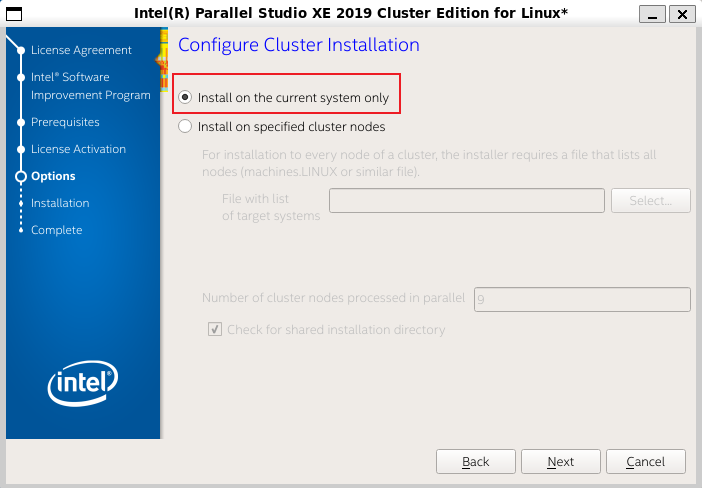 Intel(R) Parallel Studio XE 2019 Cluster Edition for Linux*
License Agreement
Intel® Software
Improvement Program
Prerequisites
License Activation
Options
Installation
Complete
intel
Configure Cluster Installation
Install on the current system only
Install on specified cluster nodes
For installation to every node of a cluster, the installer requires a file that lists all
nodes (machines.LINUX or similar file).
File with list
of target systems
Select...
Number of cluster nodes processed in parallel 9
Check for shared installation directory
Back Next Cancel